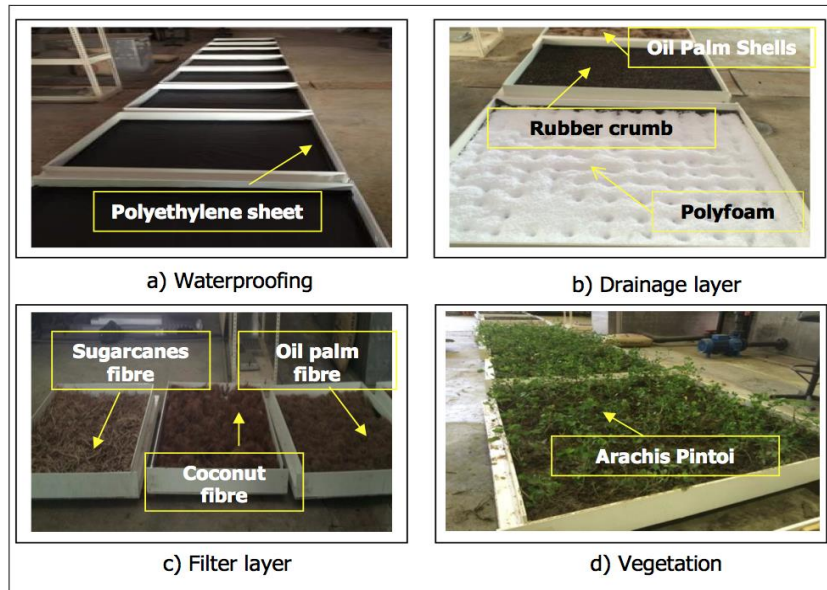 Polyethylene sheet
a) Waterproofing
Oil Palm Shells
Rubber crumb
Polyfoam
b) Drainage layer
Sugarcanes
fibre
Oil palm
fibre
Coconut
fibre
c) Filter layer
Arachis Pintoi
d) Vegetation